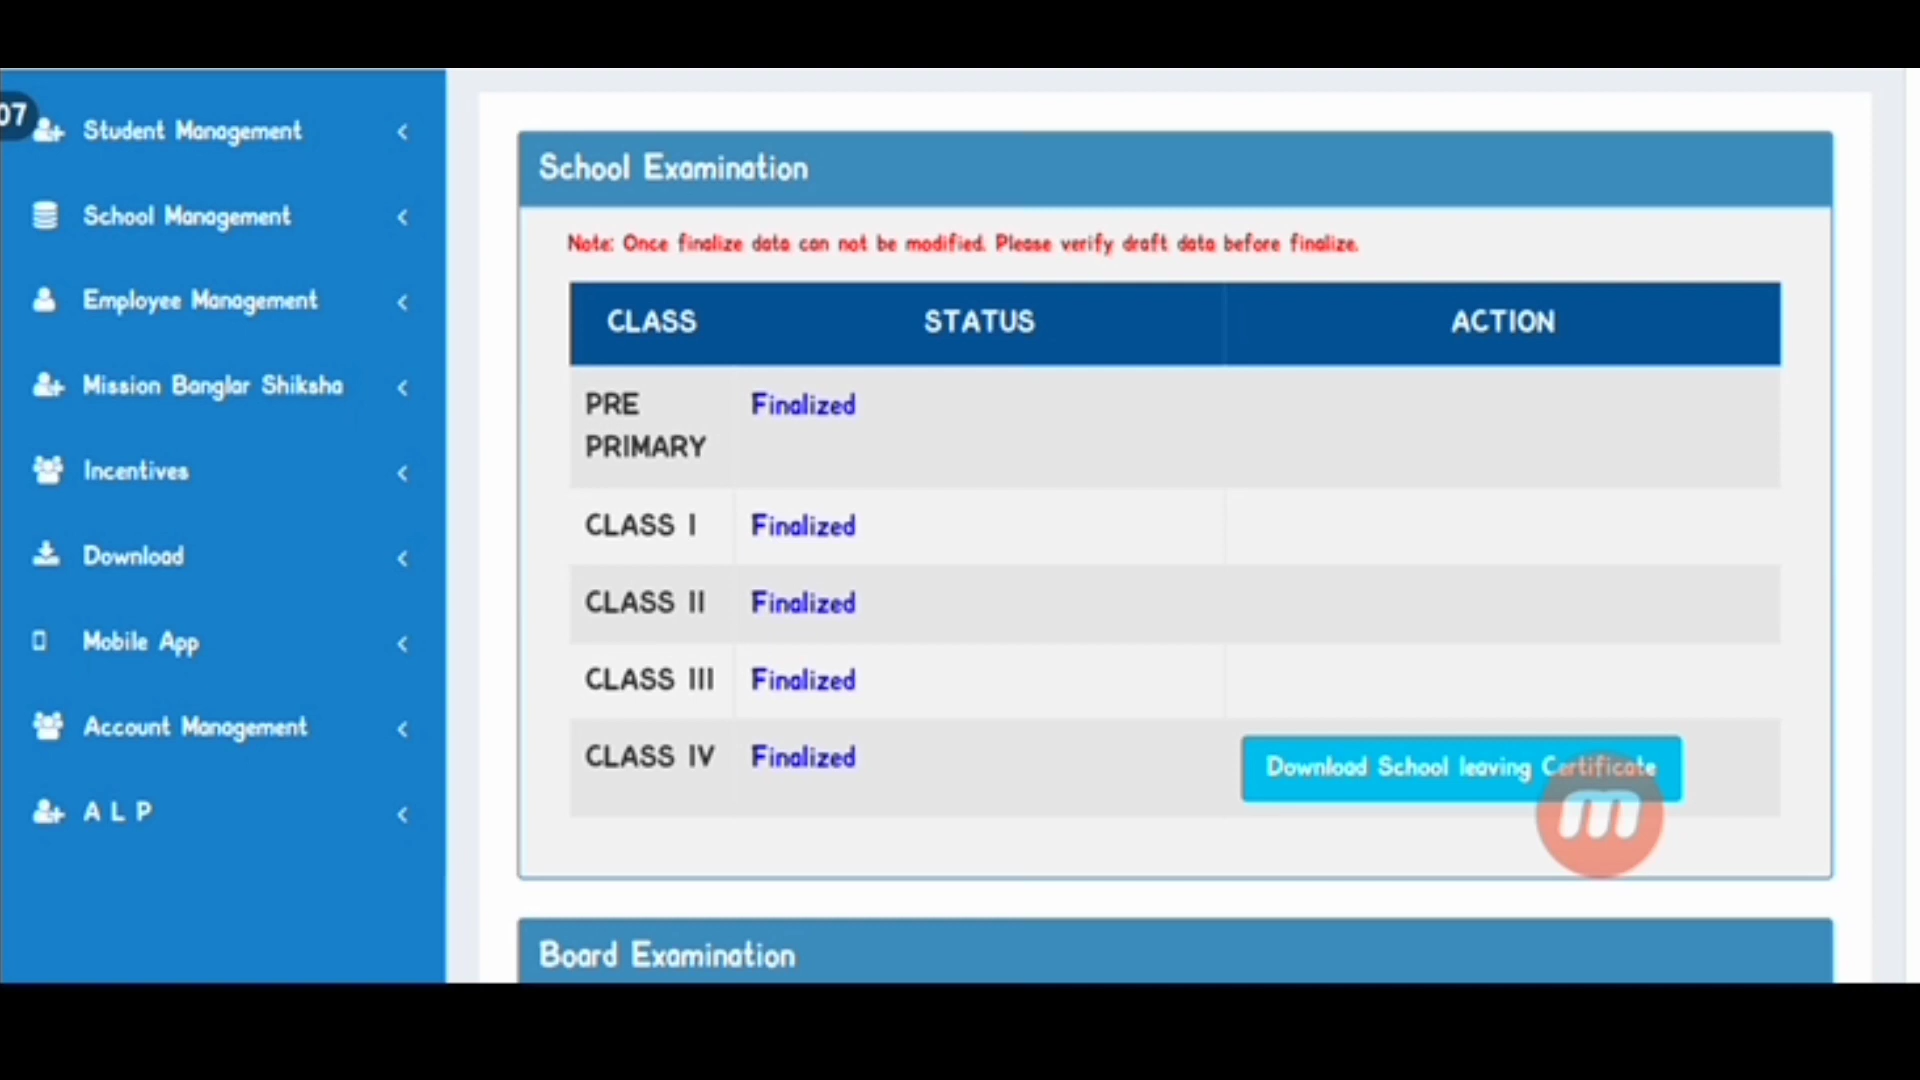 07
Student Management
School Management
Employee Management
Mission Banglar Shiksha
Incentives
Download
Mobile App
Account Management
A L P
School Examination
Note: Once finalize data can not be modified. Please verify draft data before finalize.
CLASS STATUS ACTION
PRE PRIMARY Finalized
CLASS I Finalized
CLASS II Finalized
CLASS III Finalized
CLASS IV Finalized Download School leaving Certificate
Board Examination